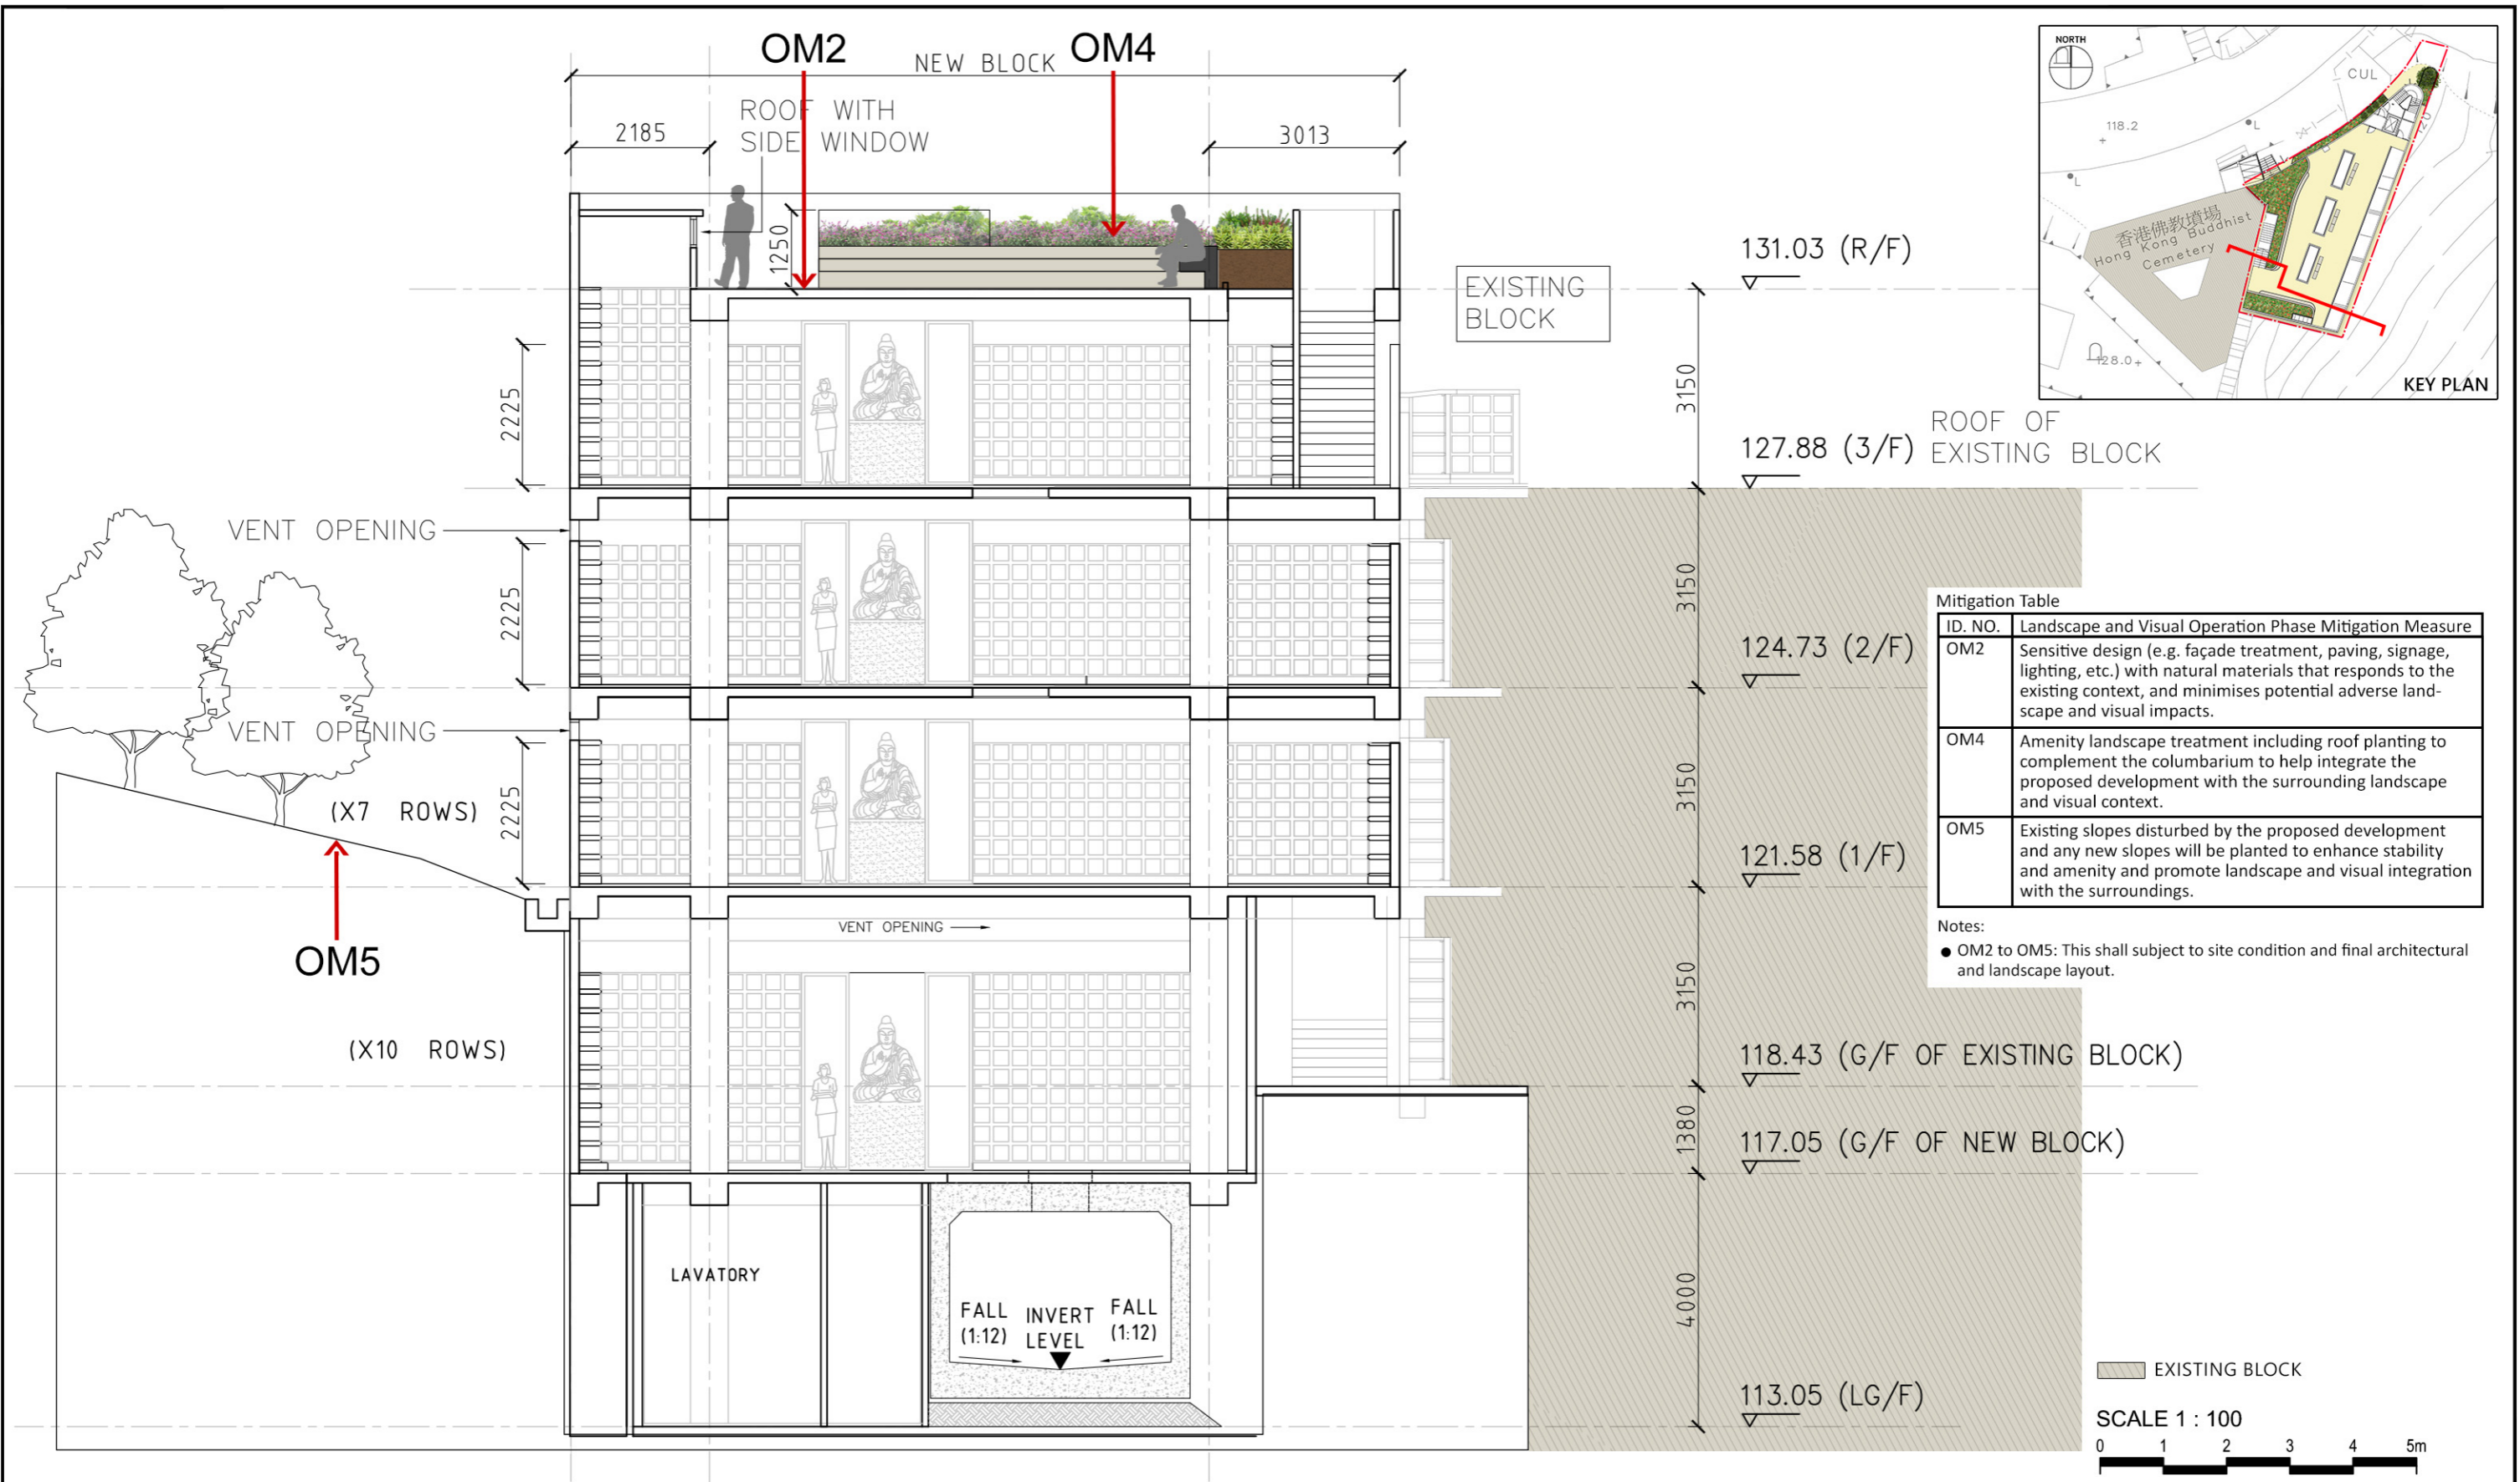 OM2
OM4
NEW BLOCK
ROOF WITH
SIDE WINDOW
2185
3013
1250
NORTH
CUL
118.2
L
L
香港佛教墳場
Hong Kong Buddhist
Cemetery
128.0
KEY PLAN
131.03 (R/F)
EXISTING
BLOCK
2225
3150
127.88 (3/F)
ROOF OF
EXISTING BLOCK
VENT OPENING
2225
3150
124.73 (2/F)
VENT OPENING
(X7 ROWS)
2225
3150
121.58 (1/F)
OM5
VENT OPENING
(X10 ROWS)
3150
118.43 (G/F OF EXISTING BLOCK)
1380
117.05 (G/F OF NEW BLOCK)
LAVATORY
FALL
(1:12)
INVERT
LEVEL
FALL
(1:12)
4000
113.05 (LG/F)
Mitigation Table
ID. NO. Landscape and Visual Operation Phase Mitigation Measure
OM2 Sensitive design (e.g. façade treatment, paving, signage,
lighting, etc.) with natural materials that responds to the
existing context, and minimises potential adverse land-
scape and visual impacts.
OM4 Amenity landscape treatment including roof planting to
complement the columbarium to help integrate the
proposed development with the surrounding landscape
and visual context.
OM5 Existing slopes disturbed by the proposed development
and any new slopes will be planted to enhance stability
and amenity and promote landscape and visual integration
with the surroundings.
Notes:
● OM2 to OM5: This shall subject to site condition and final architectural
and landscape layout.
EXISTING BLOCK
SCALE 1 : 100
0 1 2 3 4 5m